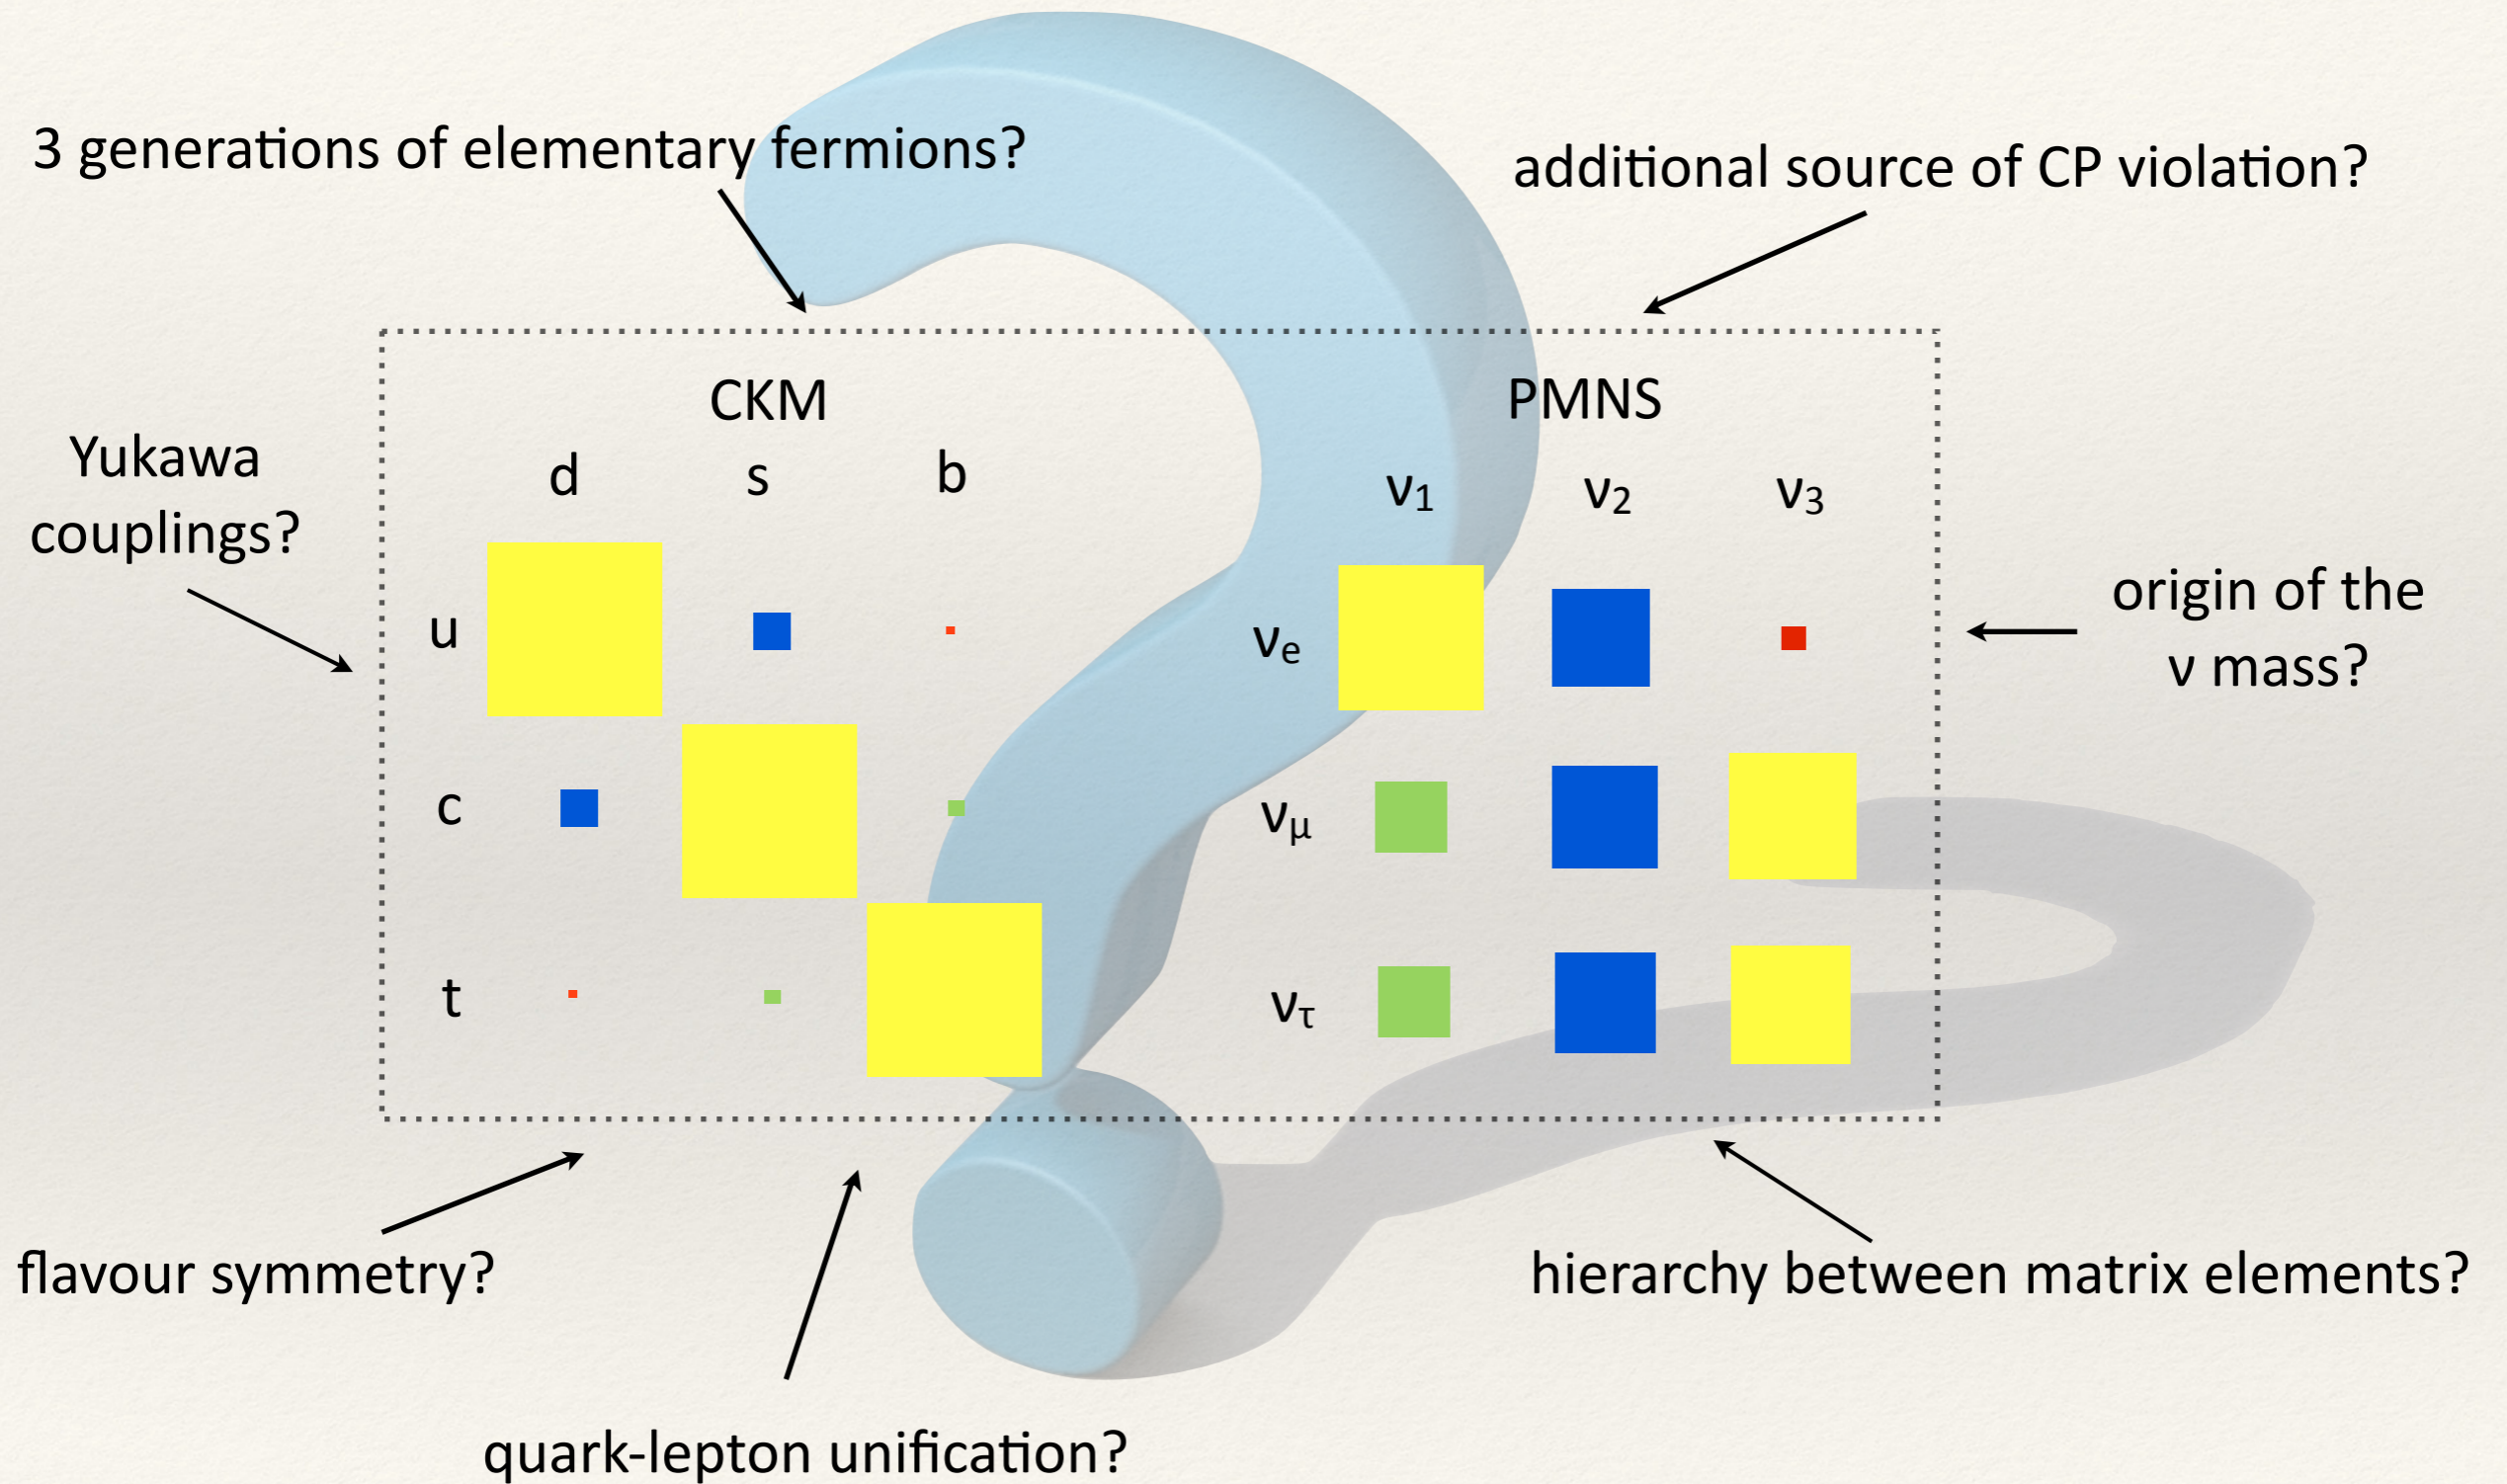 3 generations of elementary fermions?
additional source of CP violation?
CKM
PMNS
Yukawa
couplings?
d s b
ν1 ν2 ν3
u
νe
origin of the
ν mass?
c
νμ
t
ντ
flavour symmetry?
hierarchy between matrix elements?
quark-lepton unification?